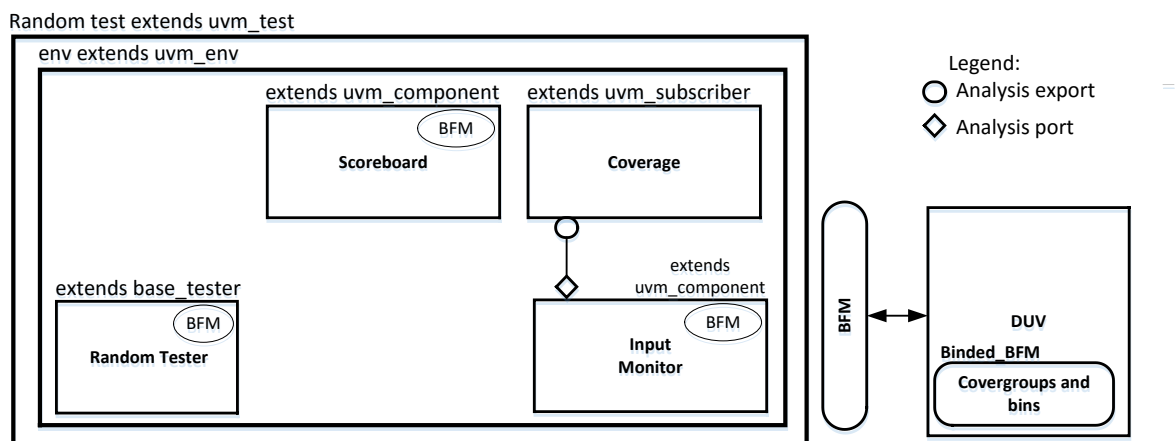 Random test extends uvm_test
env extends uvm_env
Legend:
Analysis export
Analysis port
extends uvm_component
extends uvm_subscriber
BFM
Scoreboard
Coverage
extends base_tester
BFM
Random Tester
extends
uvm_component
BFM
Input
Monitor
BFM
DUV
Binded_BFM
Covergroups and
bins